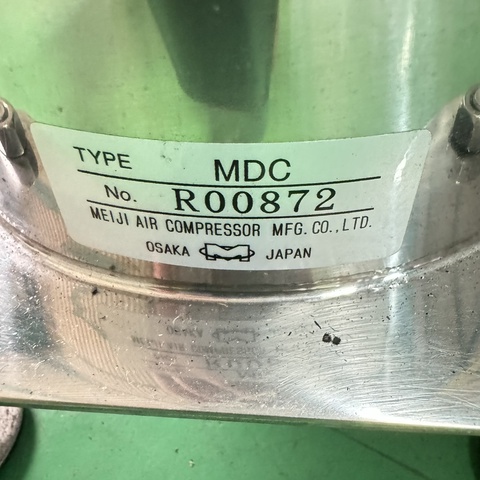 TYPE MDC
No. R00872
MEIJI AIR COMPRESSOR MFG.CO.,LTD.
OSAKA JAPAN